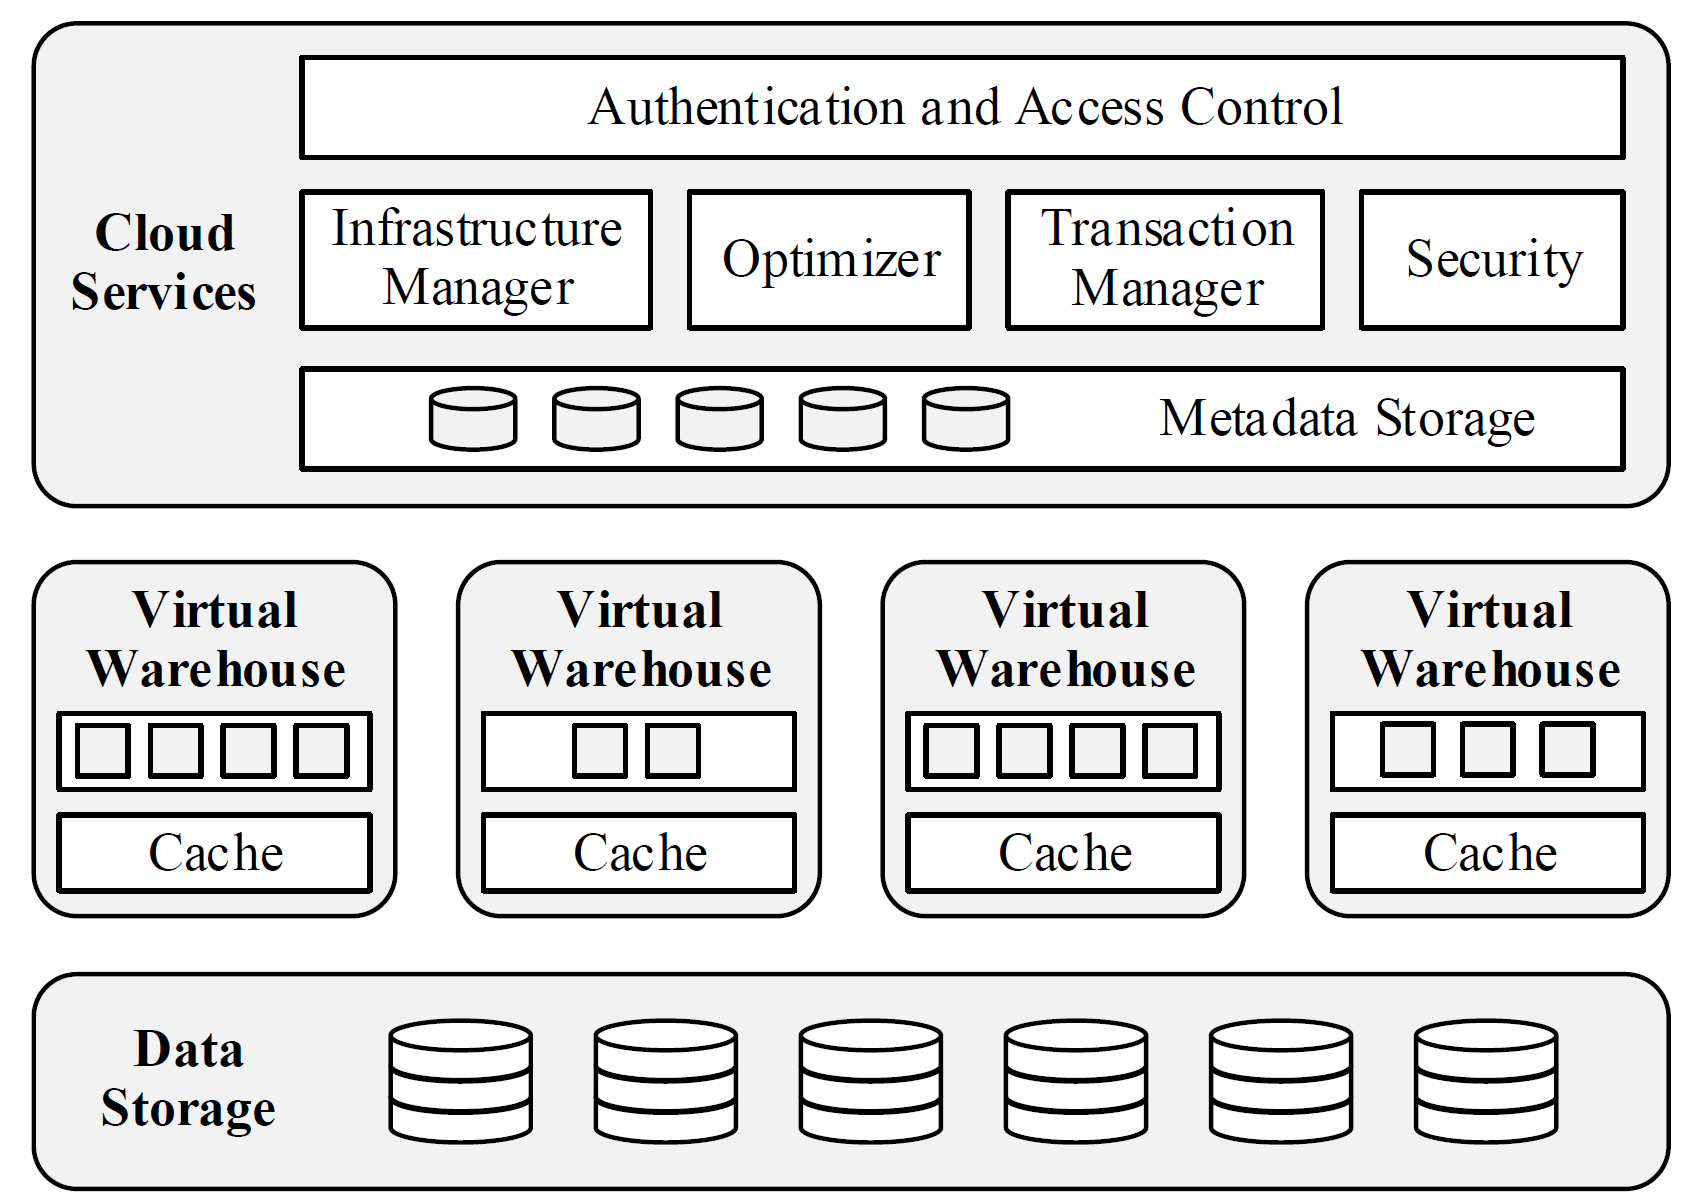 Authentication and Access Control
Cloud
Services
Infrastructure
Manager
Optimizer
Transaction
Manager
Security
Metadata Storage
Virtual
Warehouse
Cache
Virtual
Warehouse
Cache
Virtual
Warehouse
Cache
Virtual
Warehouse
Cache
Data
Storage